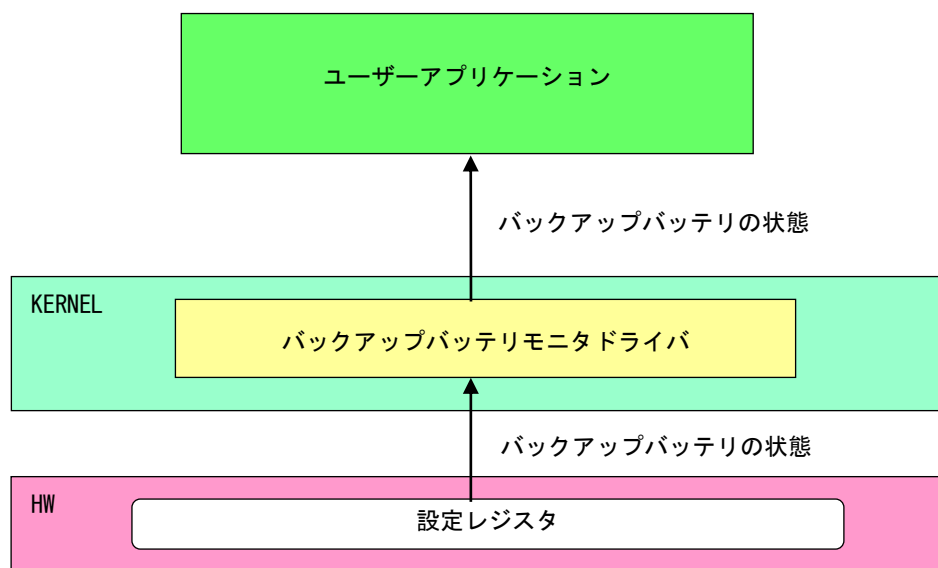 ユーザーアプリケーション
バックアップバッテリの状態
KERNEL
バックアップバッテリモニタドライバ
バックアップバッテリの状態
HW
設定レジスタ